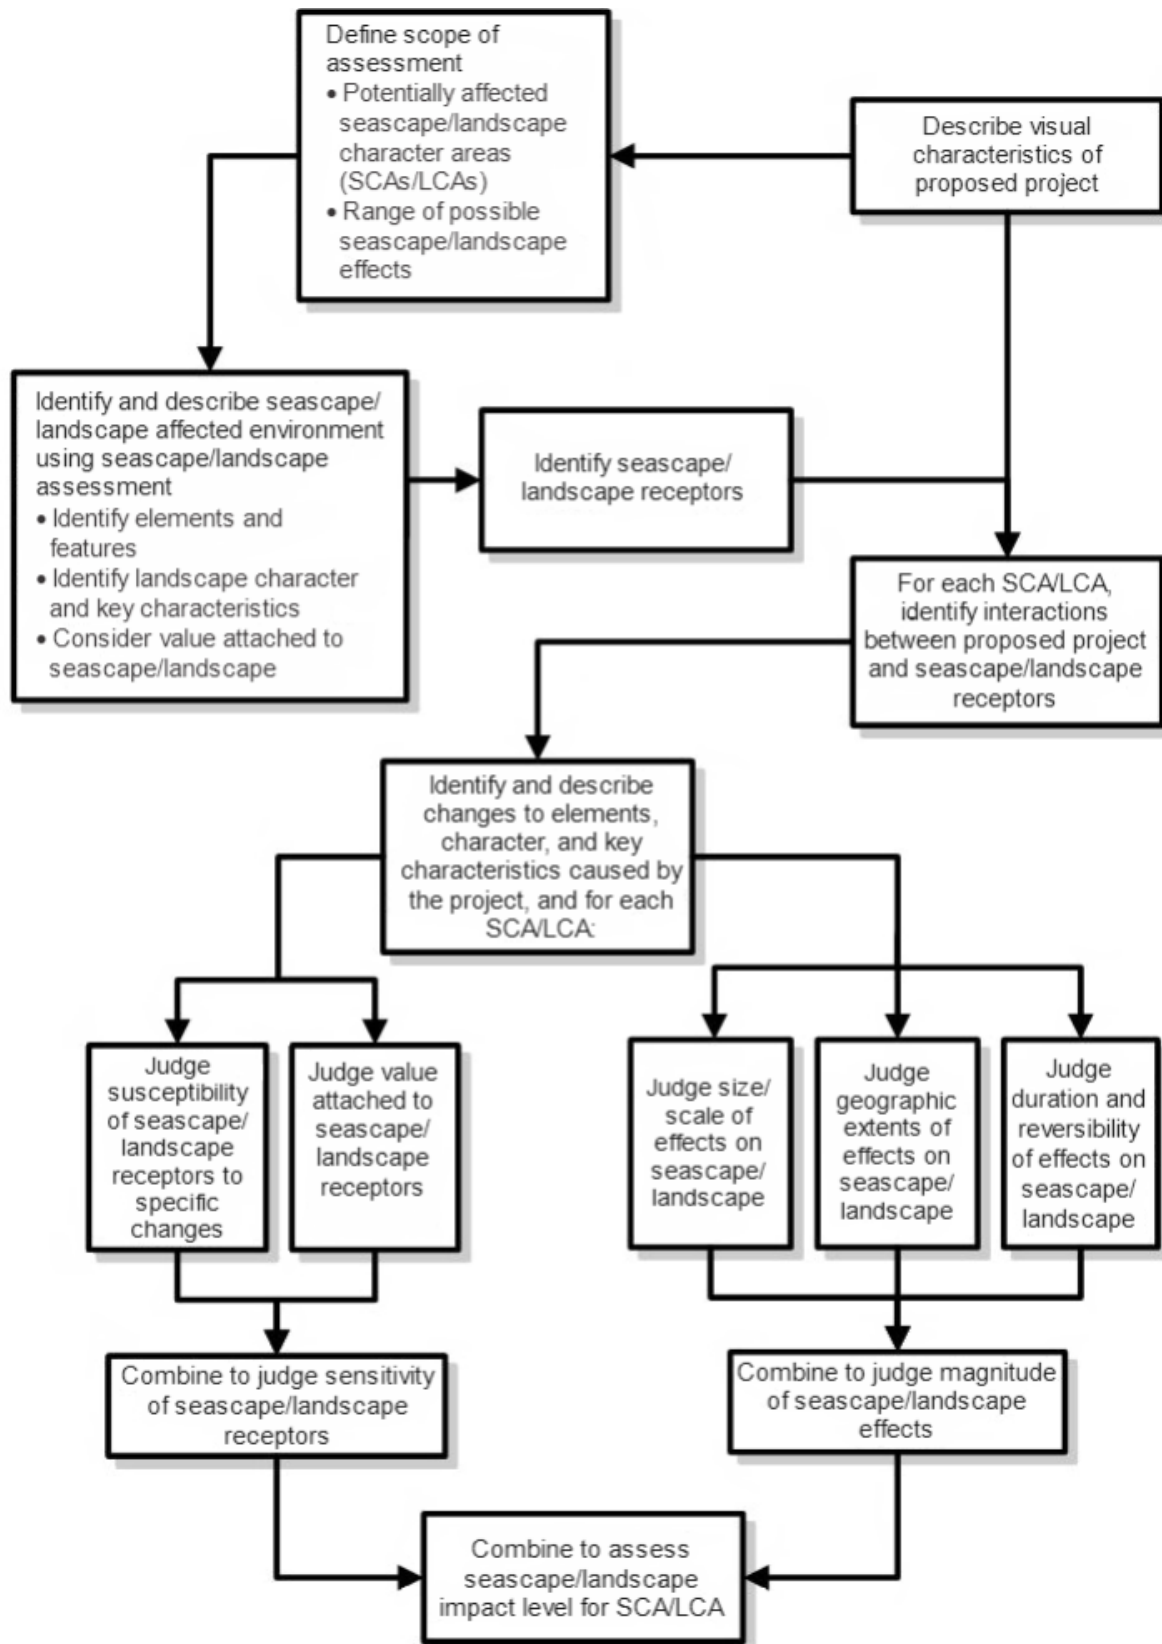 Define scope of
assessment
• Potentially affected
seascape/landscape
character areas
(SCAs/LCAs)
• Range of possible
seascape/landscape
effects
Describe visual
characteristics of
proposed project
Identify and describe seascape/
landscape affected environment
using seascape/landscape
assessment
• Identify elements and
features
• Identify landscape character
and key characteristics
• Consider value attached to
seascape/landscape
Identify seascape/
landscape receptors
For each SCA/LCA,
identify interactions
between proposed project
and seascape/landscape
receptors
Identify and describe
changes to elements,
character, and key
characteristics caused by
the project, and for each
SCA/LCA:
Judge
susceptibility
of seascape/
landscape
receptors to
specific
changes
Judge value
attached to
seascape/
landscape
receptors
Judge size/
scale of
effects on
seascape/
landscape
Judge
geographic
extents of
effects on
seascape/
landscape
Judge
duration and
reversibility
of effects on
seascape/
landscape
Combine to judge sensitivity
of seascape/landscape
receptors
Combine to judge magnitude
of seascape/landscape
effects
Combine to assess
seascape/landscape
impact level for SCA/LCA